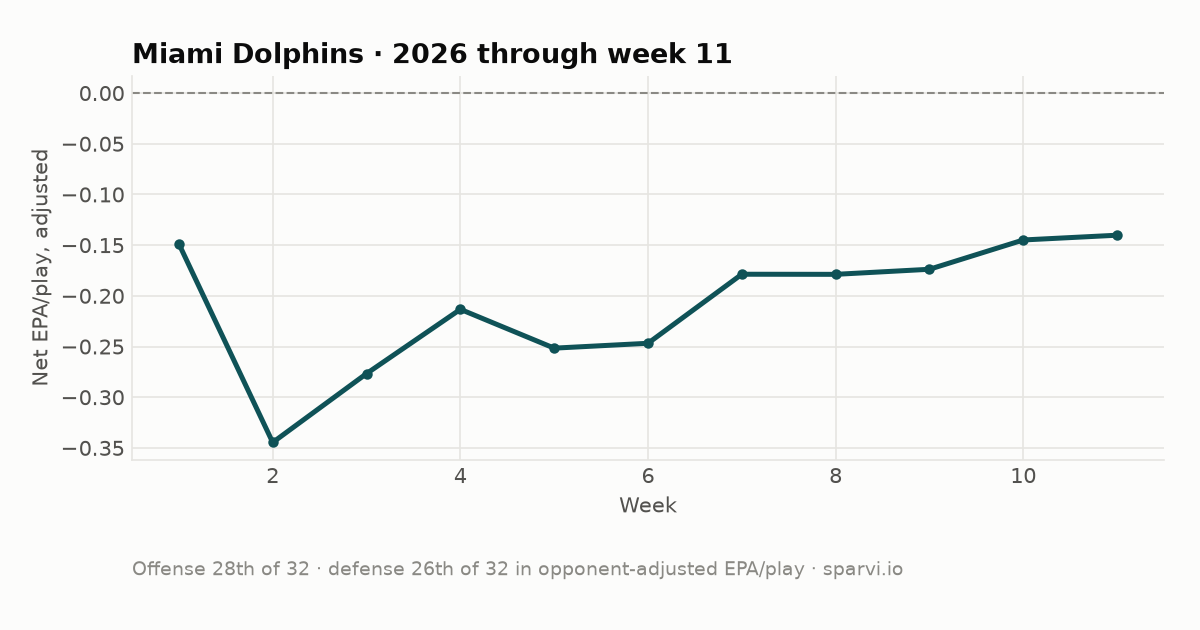 Miami Dolphins · 2026 through week 11
Net EPA/play, adjusted
0.00
−0.05
−0.10
−0.15
−0.20
−0.25
−0.30
−0.35
2 4 6 8 10
Week
Offense 28th of 32 · defense 26th of 32 in opponent-adjusted EPA/play · sparvi.io